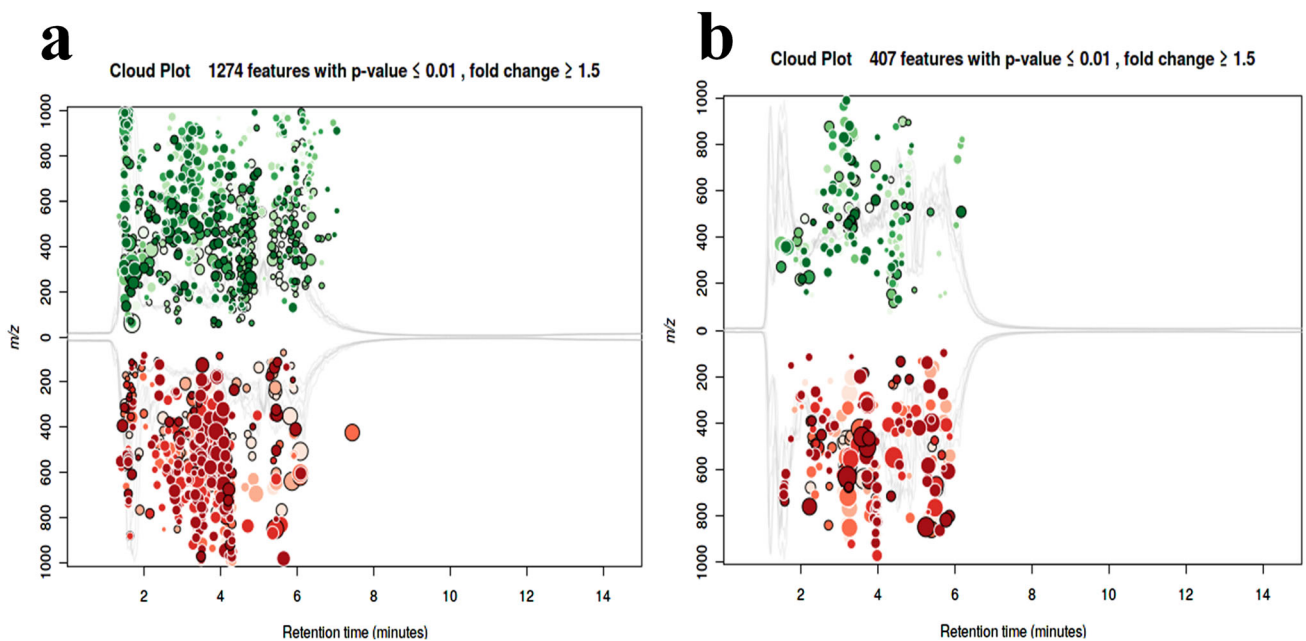 a
Cloud Plot 1274 features with p-value ≤ 0.01 , fold change ≥ 1.5
1000
800
600
400
200
0
200
400
600
800
1000
m/z
2 4 6 8 10 12 14
Retention time (minutes)
b
Cloud Plot 407 features with p-value ≤ 0.01 , fold change ≥ 1.5
1000
800
600
400
200
0
200
400
600
800
1000
m/z
2 4 6 8 10 12 14
Retention time (minutes)